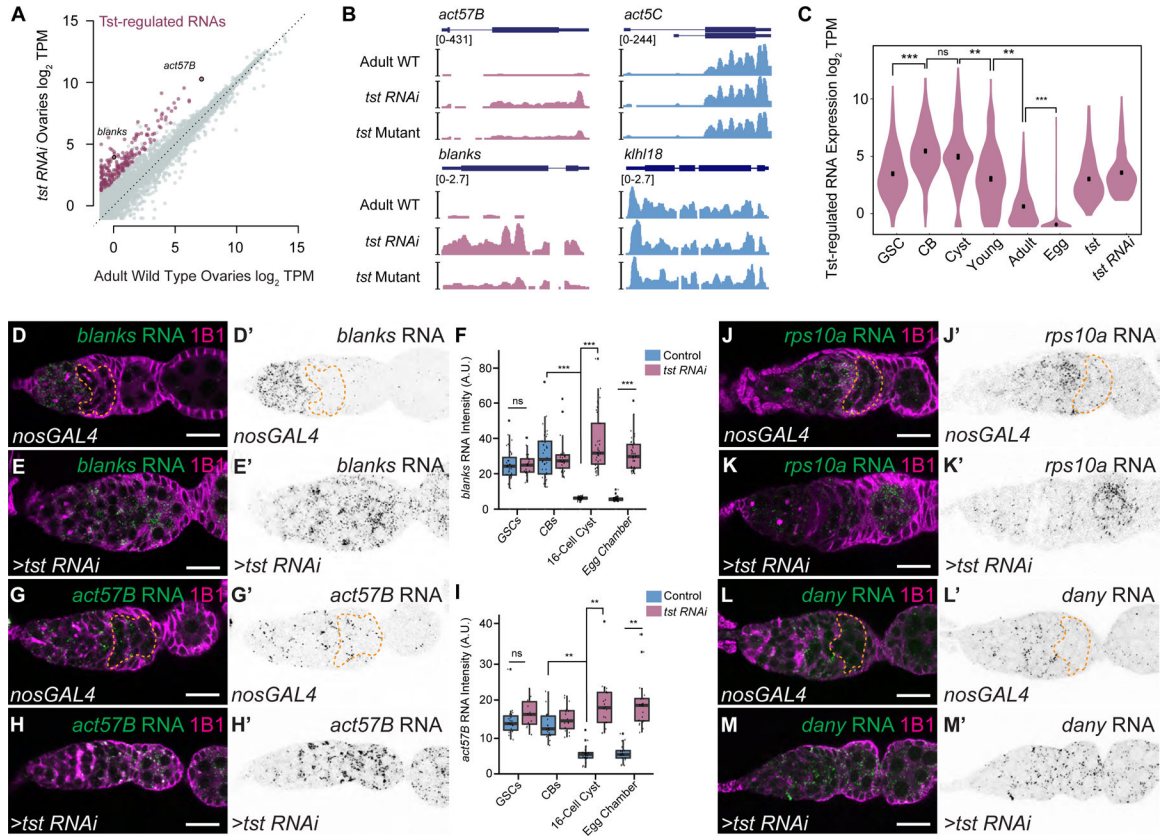 A
Tst-regulated RNAs
tst RNAi Ovaries log2 TPM
15
10
5
0
act57B
blanks
0
5
10
15
Adult Wild Type Ovaries log2 TPM
B
act57B
[0-431]
Adult WT
tst RNAi
tst Mutant
blanks
[0-2.7]
Adult WT
tst RNAi
tst Mutant
act5C
[0-244]
klhl18
[0-2.7]
C
Tst-regulated RNA Expression log2 TPM
10
5
0
***
ns
**
**
***
GSC
CB
Cyst
Young
Adult
Egg
tst
tst RNAi
D
blanks RNA 1B1
nosGAL4
D'
blanks RNA
nosGAL4
E
blanks RNA 1B1
>tst RNAi
E'
blanks RNA
>tst RNAi
F
Control
tst RNAi
blanks RNA Intensity (A.U.)
80
60
40
20
0
ns
***
***
***
GSCs
CBs
16-Cell Cyst
Egg Chamber
G
act57B RNA 1B1
nosGAL4
G'
act57B RNA
nosGAL4
H
act57B RNA 1B1
>tst RNAi
H'
act57B RNA
>tst RNAi
I
Control
tst RNAi
act57B RNA Intensity (A.U.)
40
30
20
10
0
ns
**
**
**
GSCs
CBs
16-Cell Cyst
Egg Chamber
J
rps10a RNA 1B1
nosGAL4
J'
rps10a RNA
nosGAL4
K
rps10a RNA 1B1
>tst RNAi
K'
rps10a RNA
>tst RNAi
L
dany RNA 1B1
nosGAL4
L'
dany RNA
nosGAL4
M
dany RNA 1B1
>tst RNAi
M'
dany RNA
>tst RNAi